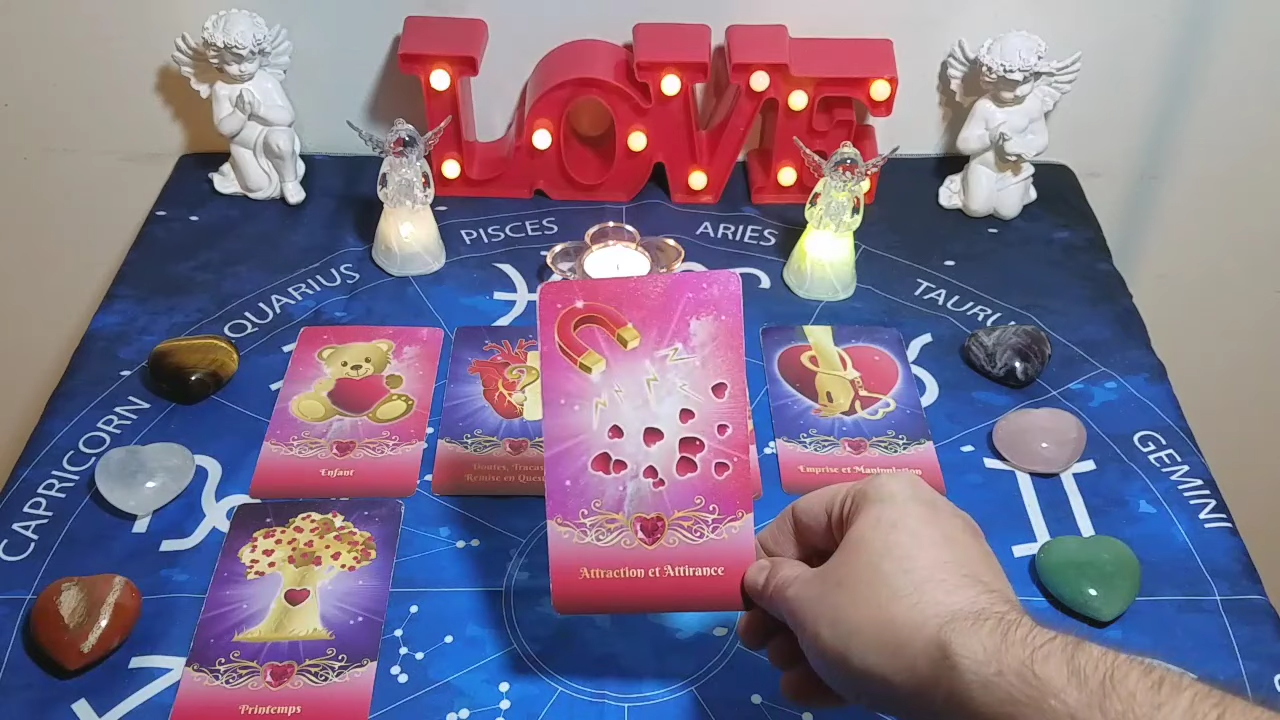 LOVE
PISCES
ARIES
QUARIUS
TAURU
CAPRICORN
GEMINI
Enfant
Doutes, Tracas
Remise en Ques
Emprise et Manipulation
Attraction et Attirance
Printemps